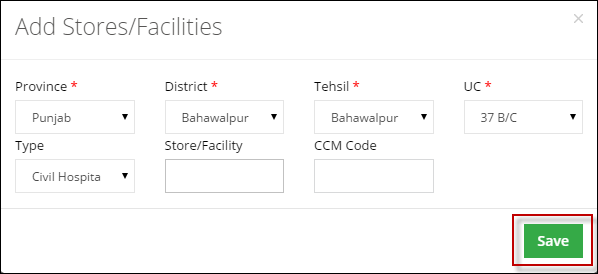 Add Stores/Facilities ×
Province * District * Tehsil * UC *
Punjab Bahawalpur Bahawalpur 37 B/C
Type Store/Facility CCM Code
Civil Hospita
Save